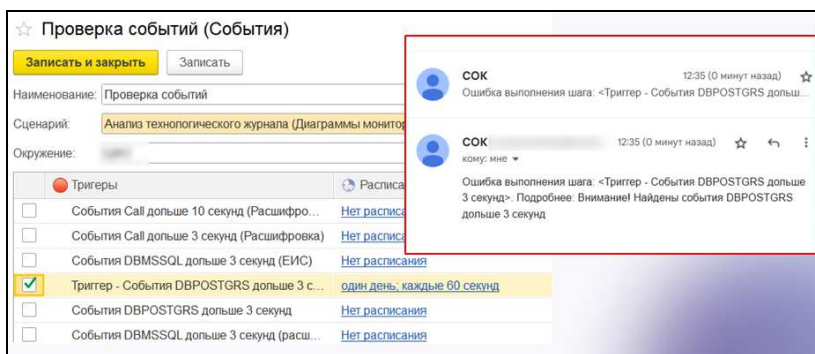 Проверка событий (События)
Записать и закрыть
Записать
Наименование: Проверка событий
Сценарий: Анализ технологического журнала (Диаграммы монитор
Окружение:
Тригеры
Расписа
События Call дольше 10 секунд (Расшифро...
Нет расписа
События Call дольше 3 секунд (Расшифровка)
Нет расписа
События DBMSSQL дольше 3 секунд (ЕИС)
Нет расписания
Триггер - События DBPOSTGRS дольше 3 с...
один день; каждые 60 секунд
События DBPOSTGRS дольше 3 секунд
Нет расписания
События DBMSSQL дольше 3 секунд (расш...
Нет расписания
СОК
12:35 (0 минут назад)
Ошибка выполнения шага: <Триггер - События DBPOSTGRS дольш...
СОК
12:35 (0 минут назад)
кому: мне
Ошибка выполнения шага: <Триггер - События DBPOSTGRS дольше
3 секунд>. Подробнее: Внимание! Найдены события DBPOSTGRS
дольше 3 секунд